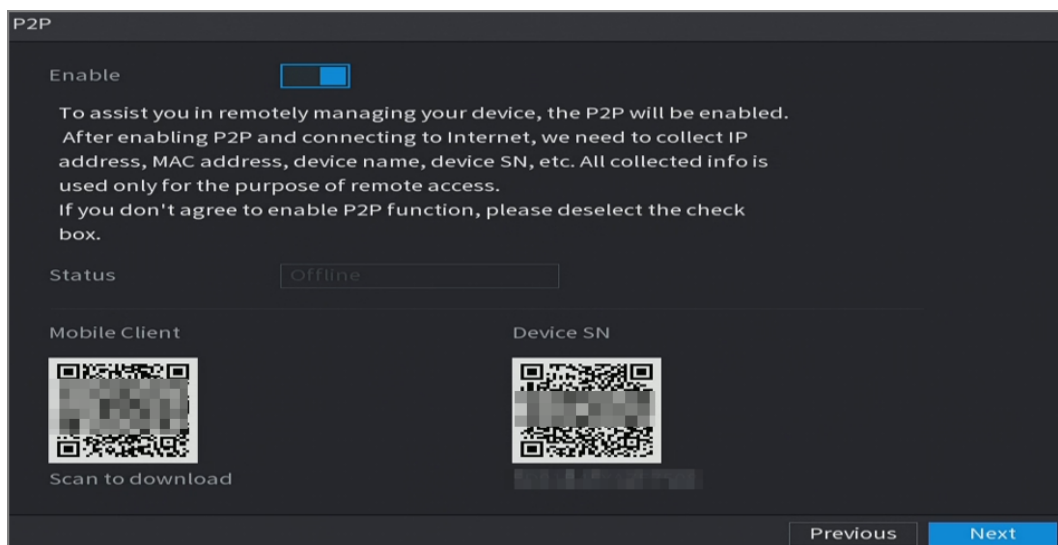 P2P
Enable
To assist you in remotely managing your device, the P2P will be enabled.
After enabling P2P and connecting to Internet, we need to collect IP
address, MAC address, device name, device SN, etc. All collected info is
used only for the purpose of remote access.
If you don't agree to enable P2P function, please deselect the check
box.
Status Offline
Mobile Client Device SN
Scan to download
Previous Next